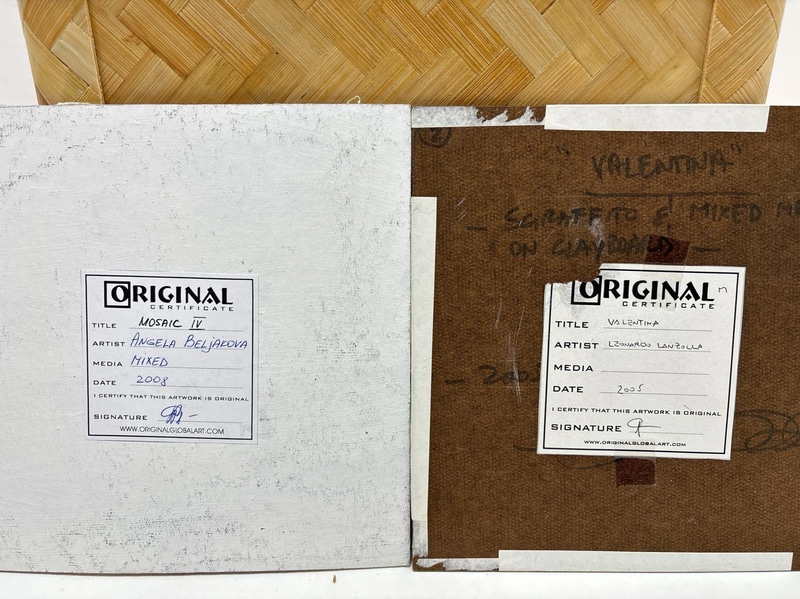 ORIGINAL
CERTIFICATE
TITLE MOSAIC IV
ARTIST ANGELA BELJAKOVA
MEDIA MIXED
DATE 2008
I CERTIFY THAT THIS ARTWORK IS ORIGINAL
SIGNATURE
WWW.ORIGINALGLOBALART.COM
2
"VALENTINA"
- SGRAFFITO & MIXED
ON CLAYBOARD -
- 2005
ORIGINAL
CERTIFICATE
TITLE VALENTINA
ARTIST LEONARDO LANZOLLA
MEDIA
DATE 2005
I CERTIFY THAT THIS ARTWORK IS ORIGINAL
SIGNATURE
WWW.ORIGINALGLOBALART.COM